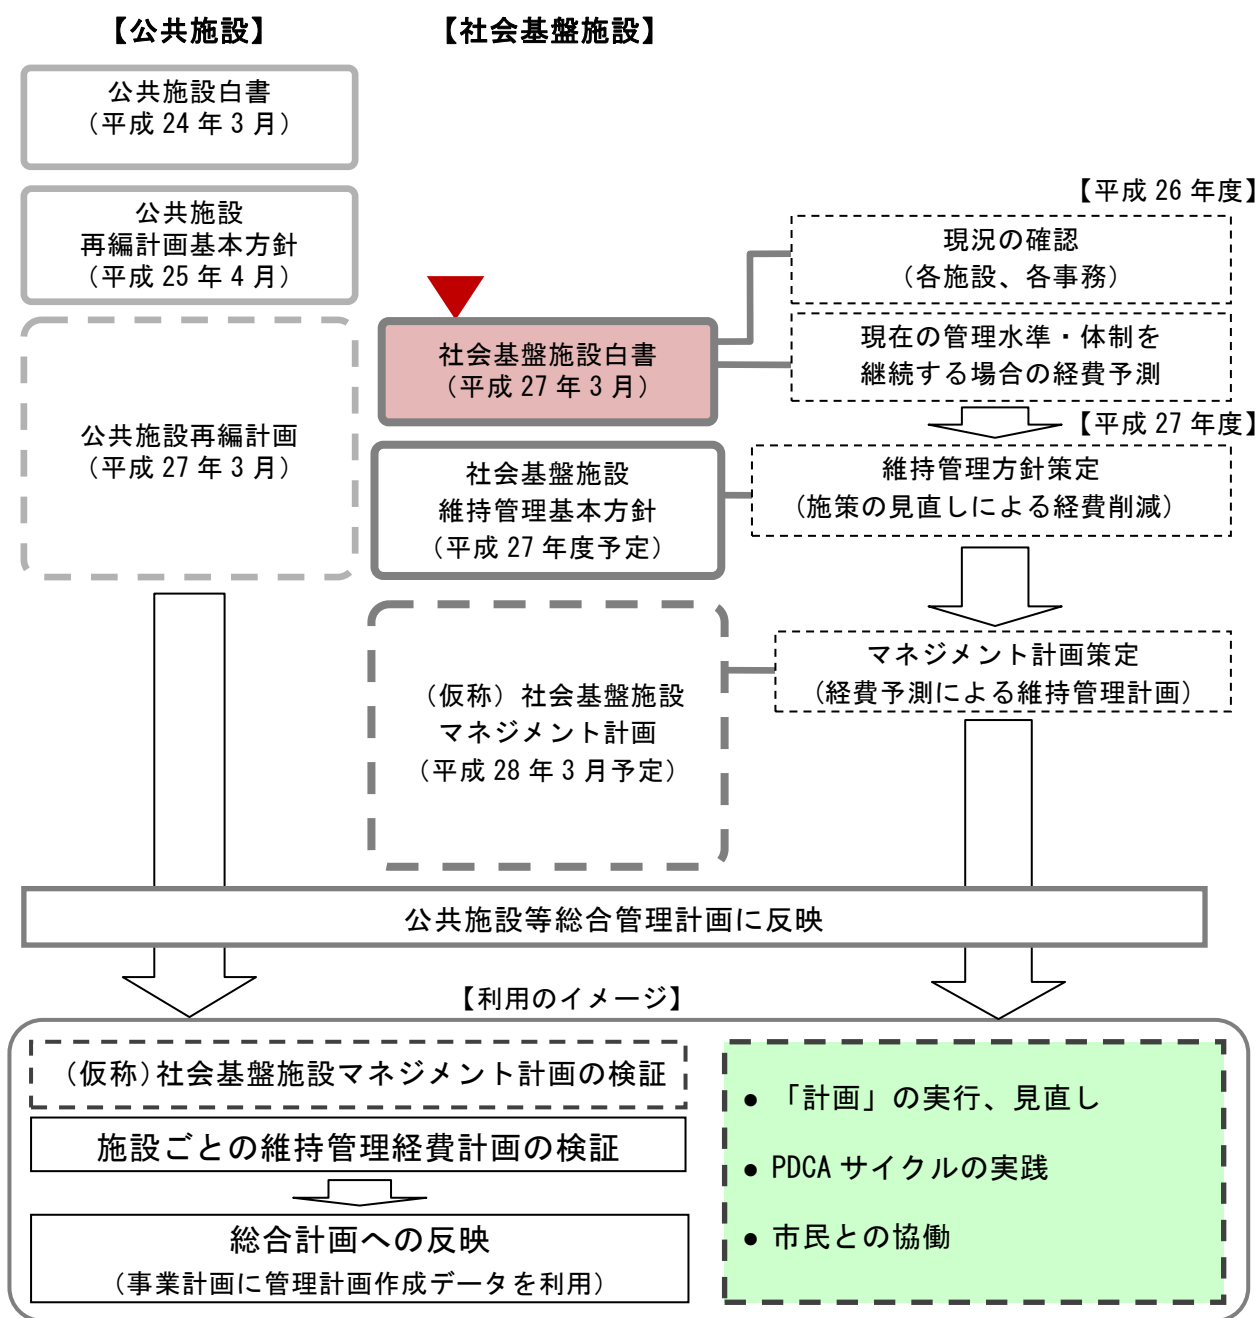 【公共施設】
【社会基盤施設】
公共施設白書
（平成 24 年 3 月）
公共施設
再編計画基本方針
（平成 25 年 4 月）
公共施設再編計画
（平成 27 年 3 月）
社会基盤施設白書
（平成 27 年 3 月）
社会基盤施設
維持管理基本方針
（平成 27 年度予定）
（仮称）社会基盤施設
マネジメント計画
（平成 28 年 3 月予定）
【平成 26 年度】
現況の確認
（各施設、各事務）
現在の管理水準・体制を
継続する場合の経費予測
【平成 27 年度】
維持管理方針策定
（施策の見直しによる経費削減）
マネジメント計画策定
（経費予測による維持管理計画）
公共施設等総合管理計画に反映
【利用のイメージ】
（仮称）社会基盤施設マネジメント計画の検証
施設ごとの維持管理経費計画の検証
総合計画への反映
（事業計画に管理計画作成データを利用）
● 「計画」の実行、見直し
● PDCA サイクルの実践
● 市民との協働